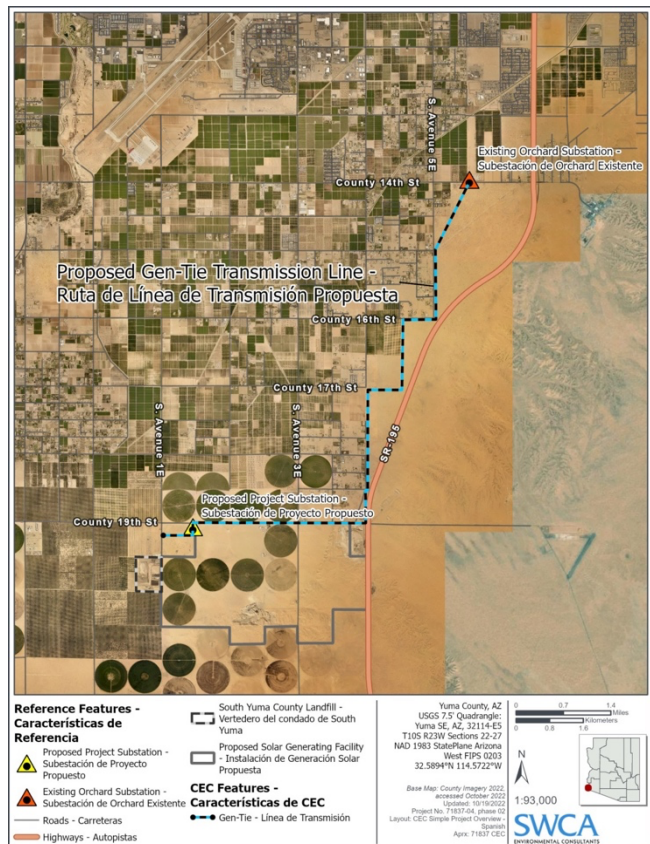 S. Avenue 5E
Existing Orchard Substation -
Subestación de Orchard Existente
County 14th St
Proposed Gen-Tie Transmission Line -
Ruta de Línea de Transmisión Propuesta
County 16th St
County 17th St
S. Avenue 1E
S. Avenue 3E
SR-195
Proposed Project Substation -
Subestación de Proyecto Propuesto
County 19th St
Reference Features -
Características de
Referencia
Proposed Project Substation -
Subestación de Proyecto
Propuesto
Existing Orchard Substation -
Subestación de Orchard Existente
Roads - Carreteras
Highways - Autopistas
South Yuma County Landfill -
Vertedero del condado de South
Yuma
Proposed Solar Generating Facility
- Instalación de Generación Solar
Propuesta
CEC Features -
Características de CEC
Gen-Tie - Línea de Transmisión
Yuma County, AZ
USGS 7.5' Quadrangle:
Yuma SE, AZ, 32114-E5
T10S R23W Sections 22-27
NAD 1983 StatePlane Arizona
West FIPS 0203
32.5894°N 114.5722°W
Base Map: County Imagery 2022,
accessed October 2022
Updated: 10/19/2022
Project No. 71837-04, phase 02
Layout: CEC Simple Project Overview -
Spanish
Aprx: 71837 CEC
0 0.7 1.4
Miles
Kilometers
0 0.8 1.6
N
1:93,000
SWCA
ENVIRONMENTAL CONSULTANTS